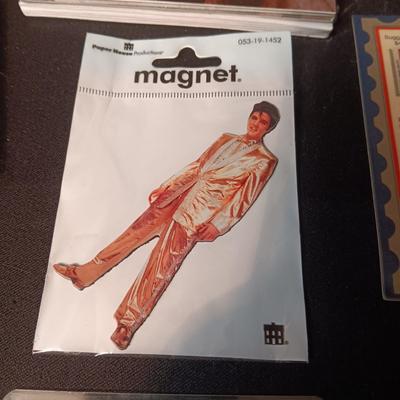 Paper House Productions®
053-19-1452
magnet®
®